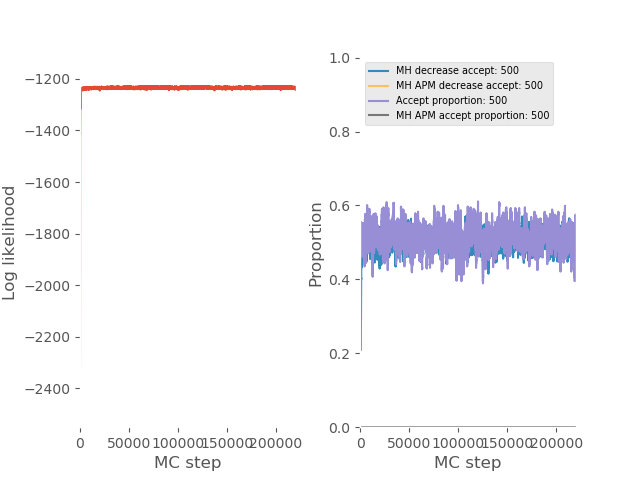 −1200
−1400
−1600
−1800
−2000
−2200
−2400
Log likelihood
0
50000
100000
150000
200000
MC step
1.0
0.8
0.6
0.4
0.2
0.0
Proportion
MH decrease accept: 500
MH APM decrease accept: 500
Accept proportion: 500
MH APM accept proportion: 500
0
50000
100000
150000
200000
MC step